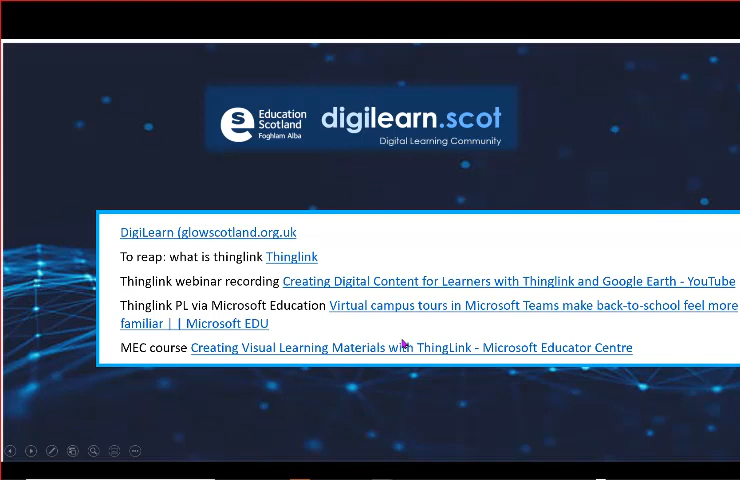 Education
Scotland
Foghlam Alba
digilearn.scot
Digital Learning Community
DigiLearn (glowscotland.org.uk
To reap: what is thinglink Thinglink
Thinglink webinar recording Creating Digital Content for Learners with Thinglink and Google Earth - YouTube
Thinglink PL via Microsoft Education Virtual campus tours in Microsoft Teams make back-to-school feel more
familiar | | Microsoft EDU
MEC course Creating Visual Learning Materials with ThingLink - Microsoft Educator Centre